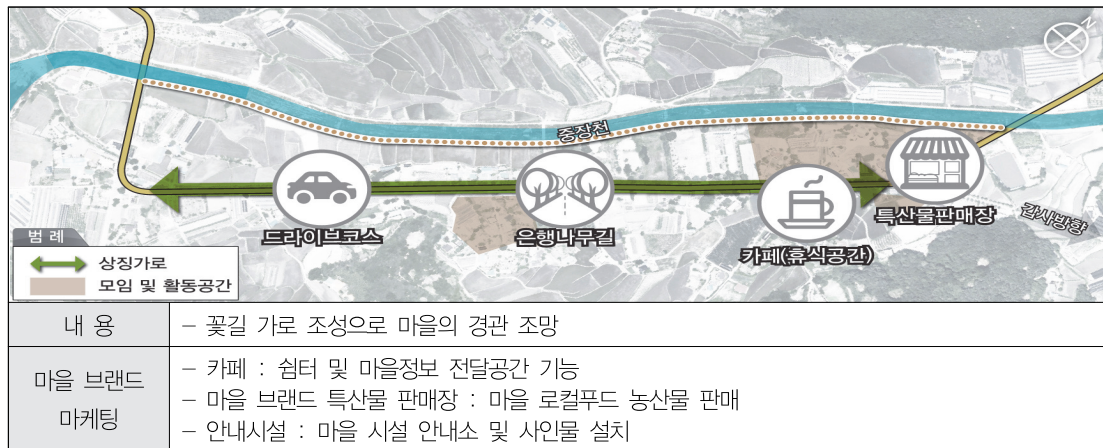 N
중장천
드라이브코스
은행나무길
카페(휴식공간)
특산물판매장
갑사방향
범 례
상징가로
모임 및 활동공간
내 용
– 꽃길 가로 조성으로 마을의 경관 조망
마을 브랜드
마케팅
– 카페 : 쉼터 및 마을정보 전달공간 기능
– 마을 브랜드 특산물 판매장 : 마을 로컬푸드 농산물 판매
– 안내시설 : 마을 시설 안내소 및 사인물 설치